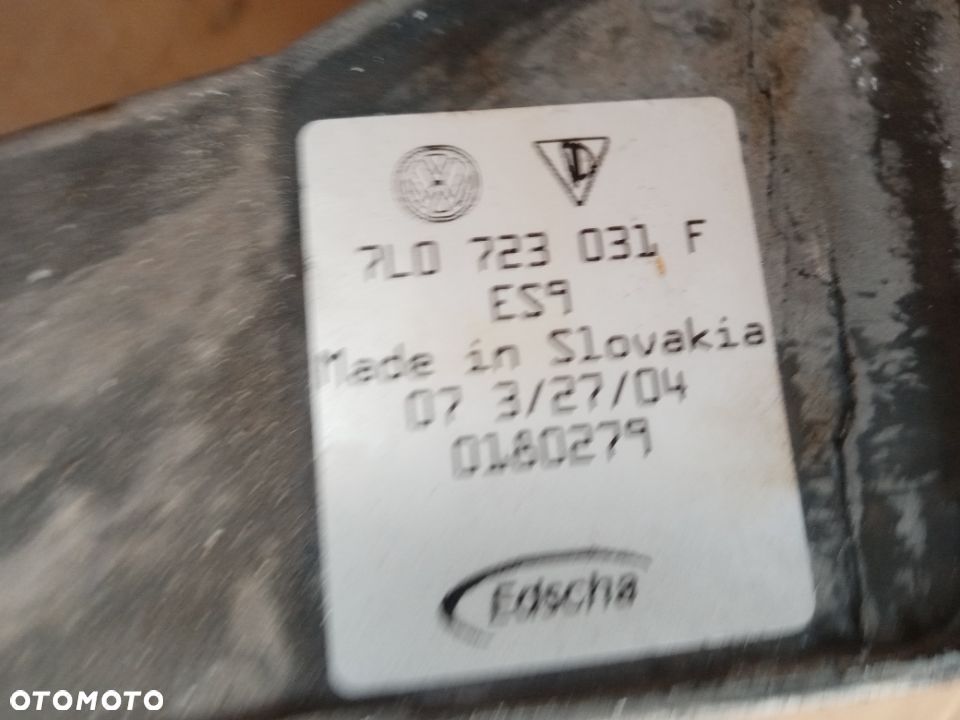 7L0 723 031 F
ES9
Made in Slovakia
07 3/27/04
0180279
Edscha
OTOMOTO